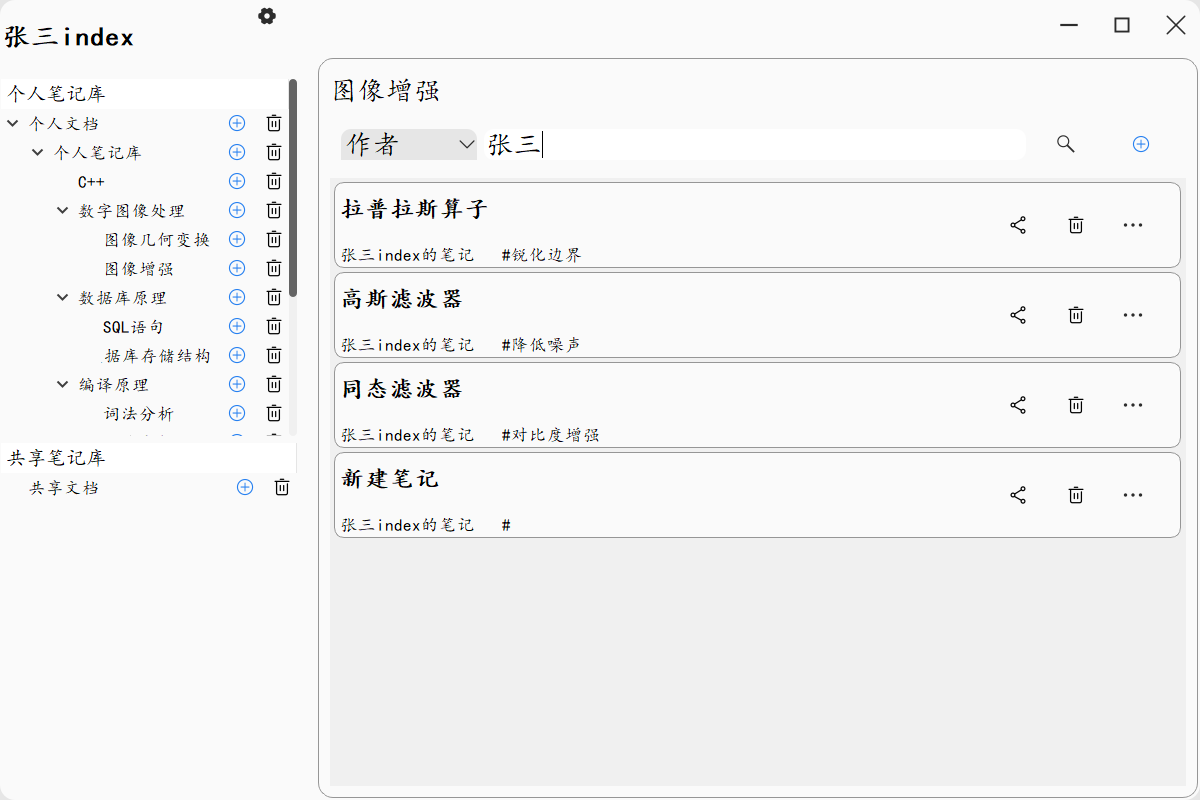 张三index
个人笔记库
个人文档
个人笔记库
C++
数字图像处理
图像几何变换
图像增强
数据库原理
SQL语句
据库存储结构
编译原理
词法分析
共享笔记库
共享文档
图像增强
作者 张三
拉普拉斯算子
张三index的笔记 #锐化边界
高斯滤波器
张三index的笔记 #降低噪声
同态滤波器
张三index的笔记 #对比度增强
新建笔记
张三index的笔记 #